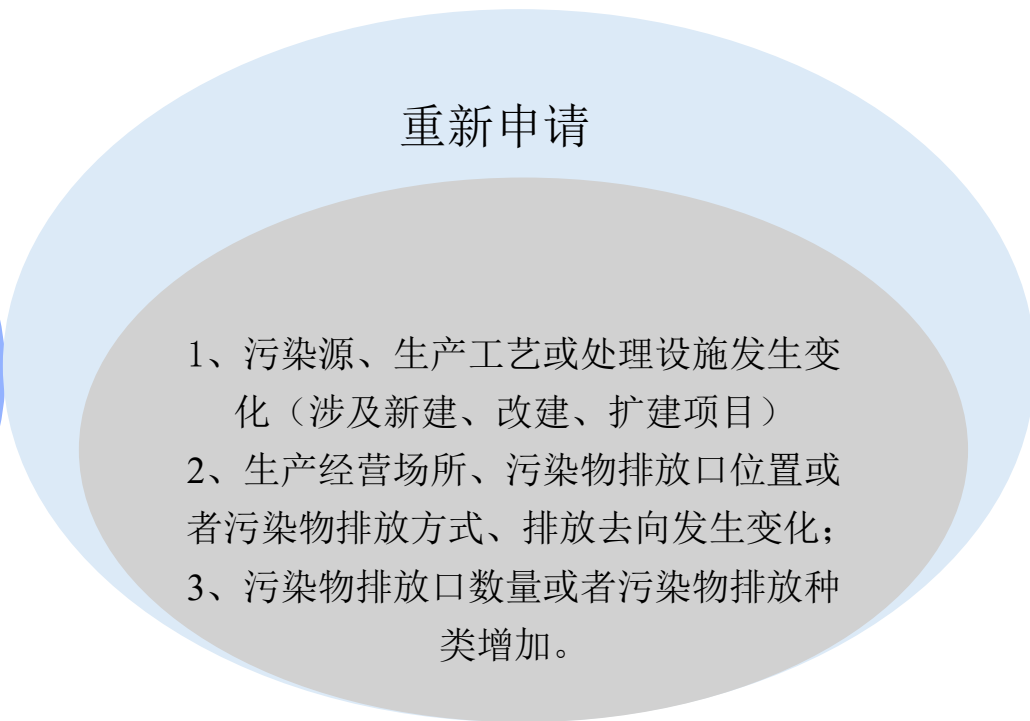 重新申请
1、污染源、生产工艺或处理设施发生变
化（涉及新建、改建、扩建项目）
2、生产经营场所、污染物排放口位置或
者污染物排放方式、排放去向发生变化；
3、污染物排放口数量或者污染物排放种
类增加。